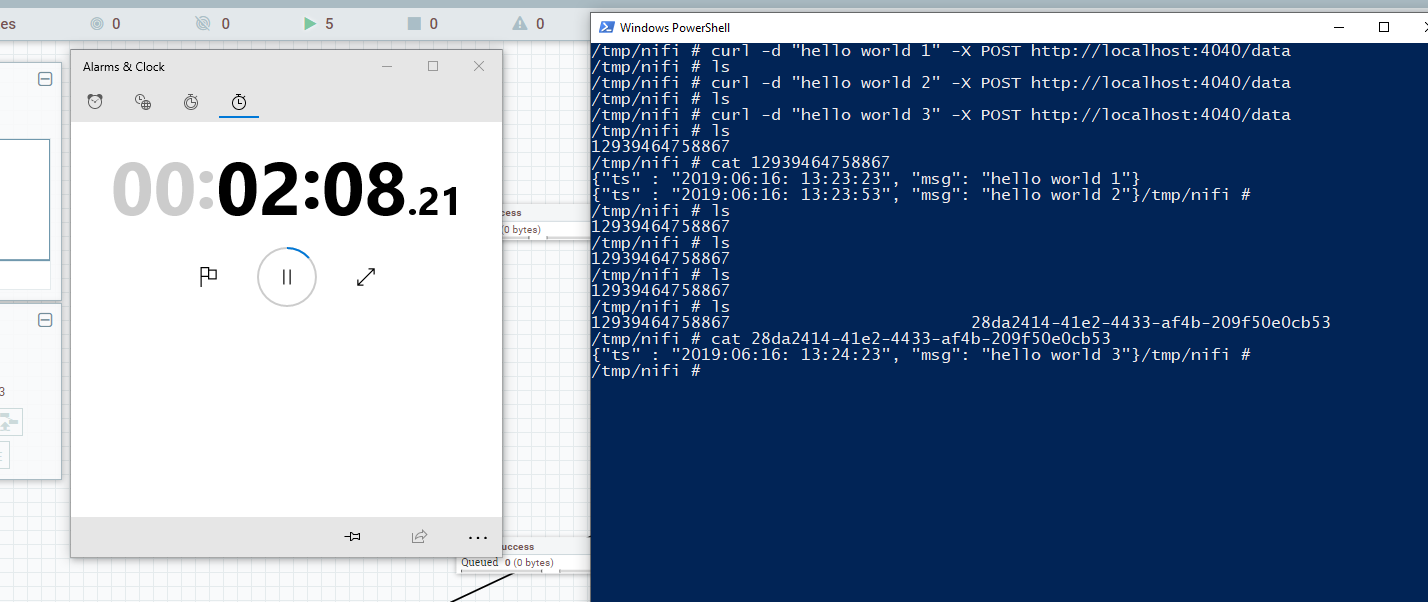 es 0 0 5 0 0
Alarms & Clock
00:02:08.21
3
cess
(0 bytes)
uccess
Queued 0 (0 bytes)
Windows PowerShell
/tmp/nifi # curl -d "hello world 1" -X POST http://localhost:4040/data
/tmp/nifi # ls
/tmp/nifi # curl -d "hello world 2" -X POST http://localhost:4040/data
/tmp/nifi # ls
/tmp/nifi # curl -d "hello world 3" -X POST http://localhost:4040/data
/tmp/nifi # ls
12939464758867
/tmp/nifi # cat 12939464758867
{"ts" : "2019:06:16: 13:23:23", "msg": "hello world 1"}
{"ts" : "2019:06:16: 13:23:53", "msg": "hello world 2"}/tmp/nifi #
/tmp/nifi # ls
12939464758867
/tmp/nifi # ls
12939464758867
/tmp/nifi # ls
12939464758867
/tmp/nifi # ls
12939464758867 28da2414-41e2-4433-af4b-209f50e0cb53
/tmp/nifi # cat 28da2414-41e2-4433-af4b-209f50e0cb53
{"ts" : "2019:06:16: 13:24:23", "msg": "hello world 3"}/tmp/nifi #
/tmp/nifi #